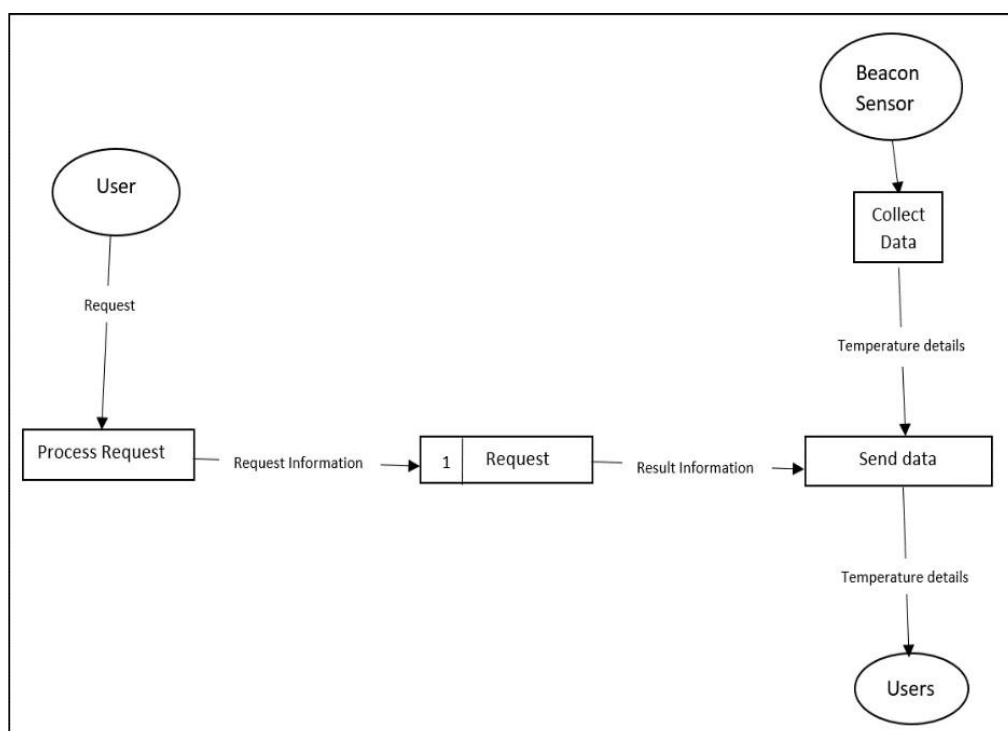 Beacon
Sensor
User
Collect
Data
Request
Temperature details
Process Request
Request Information
1 Request
Result Information
Send data
Temperature details
Users